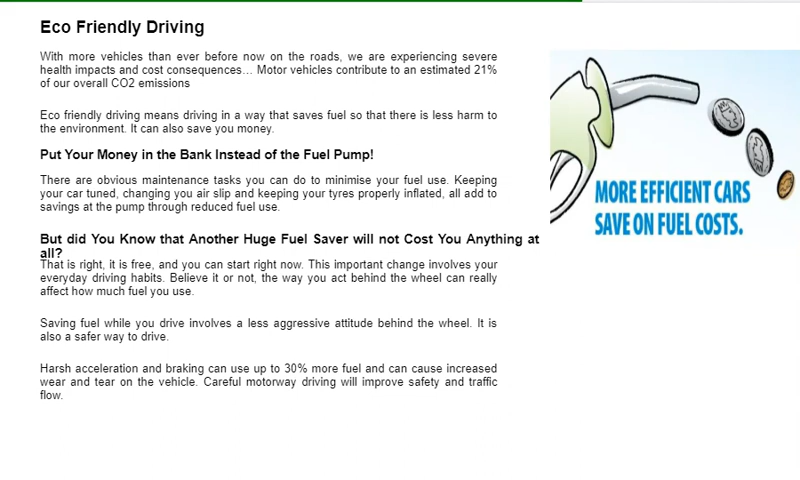 Eco Friendly Driving
With more vehicles than ever before now on the roads, we are experiencing severe
health impacts and cost consequences... Motor vehicles contribute to an estimated 21%
of our overall CO2 emissions
Eco friendly driving means driving in a way that saves fuel so that there is less harm to
the environment. It can also save you money.
Put Your Money in the Bank Instead of the Fuel Pump!
There are obvious maintenance tasks you can do to minimise your fuel use. Keeping
your car tuned, changing you air slip and keeping your tyres properly inflated, all add to
savings at the pump through reduced fuel use.
But did You Know that Another Huge Fuel Saver will not Cost You Anything at
all?
That is right, it is free, and you can start right now. This important change involves your
everyday driving habits. Believe it or not, the way you act behind the wheel can really
affect how much fuel you use.
Saving fuel while you drive involves a less aggressive attitude behind the wheel. It is
also a safer way to drive.
Harsh acceleration and braking can use up to 30% more fuel and can cause increased
wear and tear on the vehicle. Careful motorway driving will improve safety and traffic
flow.
MORE EFFICIENT CARS
SAVE ON FUEL COSTS.